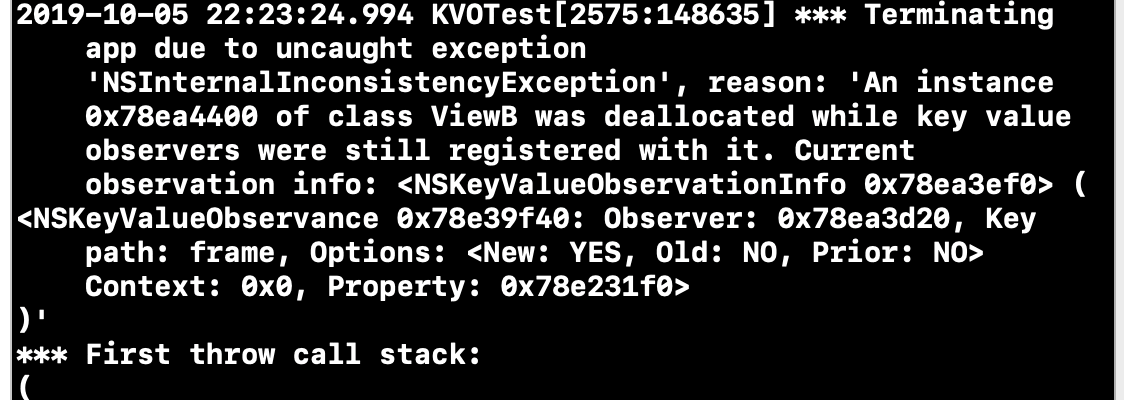 2019-10-05 22:23:24.994 KVOTest[2575:148635] *** Terminating
app due to uncaught exception
'NSInternalInconsistencyException', reason: 'An instance
0x78ea4400 of class ViewB was deallocated while key value
observers were still registered with it. Current
observation info: <NSKeyValueObservationInfo 0x78ea3ef0> (
<NSKeyValueObservance 0x78e39f40: Observer: 0x78ea3d20, Key
path: frame, Options: <New: YES, Old: NO, Prior: NO>
Context: 0x0, Property: 0x78e231f0>
)'
*** First throw call stack:
(